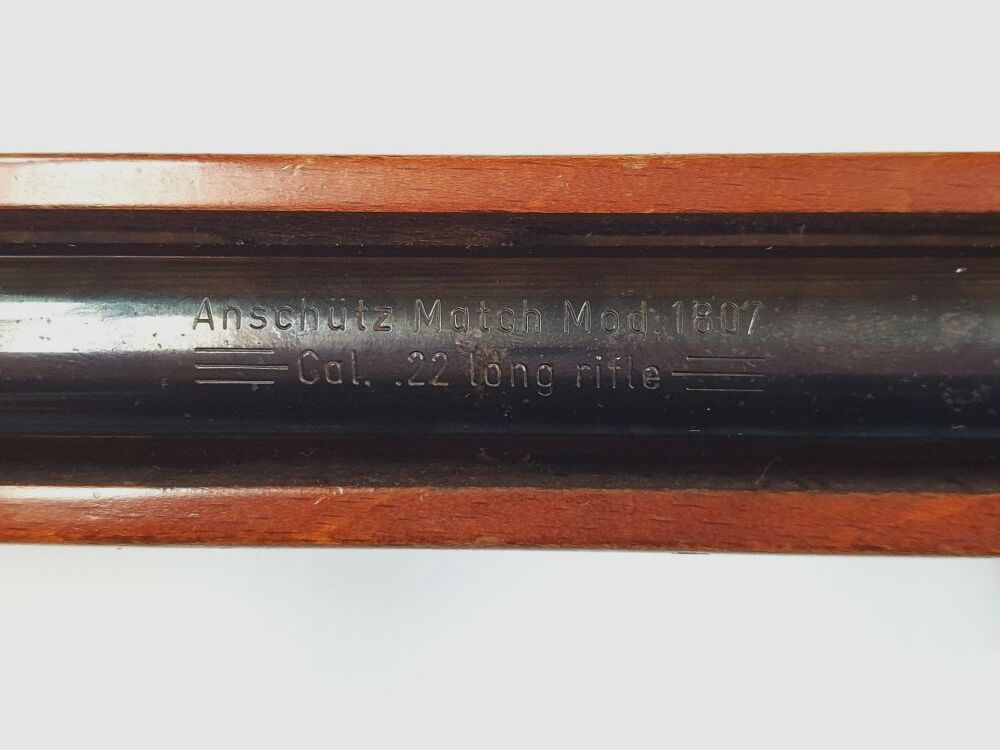 Anschütz Match Mod. 1807
Cal. .22 long rifle